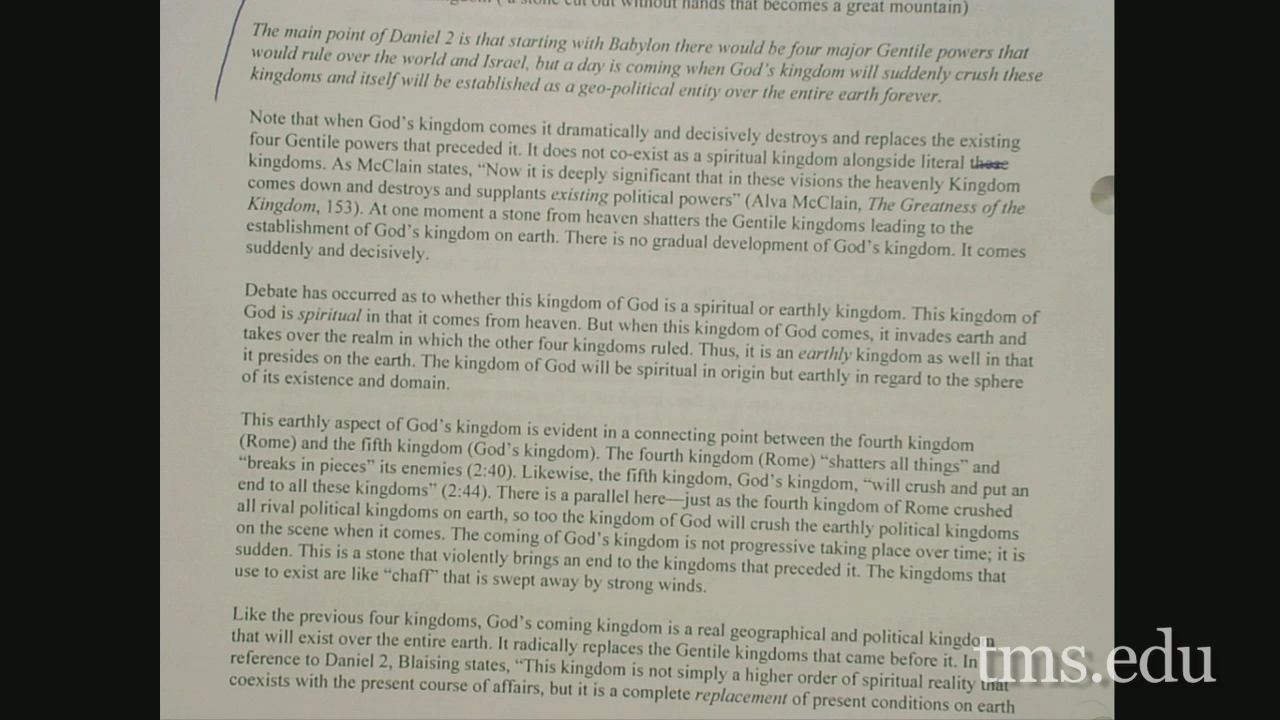 (a stone cut out without hands that becomes a great mountain)
The main point of Daniel 2 is that starting with Babylon there would be four major Gentile powers that
would rule over the world and Israel, but a day is coming when God's kingdom will suddenly crush these
kingdoms and itself will be established as a geo-political entity over the entire earth forever.
Note that when God's kingdom comes it dramatically and decisively destroys and replaces the existing
four Gentile powers that preceded it. It does not co-exist as a spiritual kingdom alongside literal
kingdoms. As McClain states, “Now it is deeply significant that in these visions the heavenly Kingdom
comes down and destroys and supplants existing political powers” (Alva McClain, The Greatness of the
Kingdom, 153). At one moment a stone from heaven shatters the Gentile kingdoms leading to the
establishment of God's kingdom on earth. There is no gradual development of God's kingdom. It comes
suddenly and decisively.
Debate has occurred as to whether this kingdom of God is a spiritual or earthly kingdom. This kingdom of
God is spiritual in that it comes from heaven. But when this kingdom of God comes, it invades earth and
takes over the realm in which the other four kingdoms ruled. Thus, it is an earthly kingdom as well in that
it presides on the earth. The kingdom of God will be spiritual in origin but earthly in regard to the sphere
of its existence and domain.
This earthly aspect of God's kingdom is evident in a connecting point between the fourth kingdom
(Rome) and the fifth kingdom (God's kingdom). The fourth kingdom (Rome) “shatters all things” and
“breaks in pieces” its enemies (2:40). Likewise, the fifth kingdom, God's kingdom, “will crush and put an
end to all these kingdoms” (2:44). There is a parallel here—just as the fourth kingdom of Rome crushed
all rival political kingdoms on earth, so too the kingdom of God will crush the earthly political kingdoms
on the scene when it comes. The coming of God's kingdom is not progressive taking place over time; it is
sudden. This is a stone that violently brings an end to the kingdoms that preceded it. The kingdoms that
use to exist are like “chaff” that is swept away by strong winds.
Like the previous four kingdoms, God's coming kingdom is a real geographical and political kingdom
that will exist over the entire earth. It radically replaces the Gentile kingdoms that came before it. In
reference to Daniel 2, Blaising states, “This kingdom is not simply a higher order of spiritual reality that
coexists with the present course of affairs, but it is a complete replacement of present conditions on earth
tms.edu